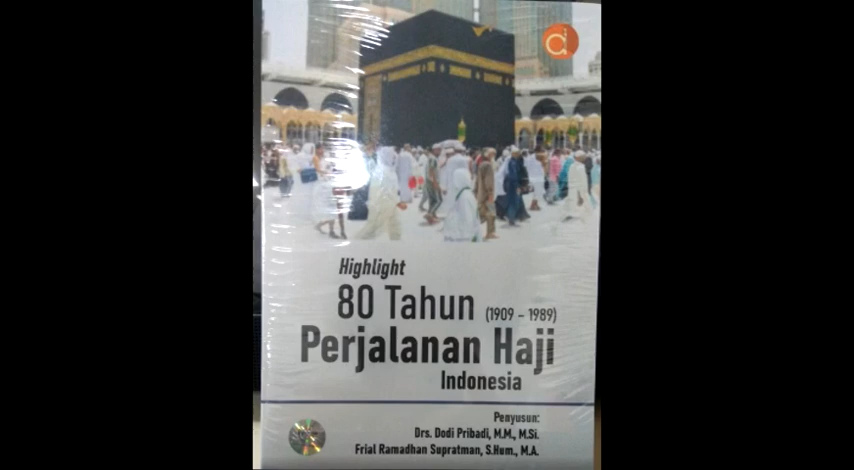 Highlight
80 Tahun (1909 - 1989)
Perjalanan Haji
Indonesia
Penyusun:
Drs. Dodi Pribadi, M.M., M.Si.
Frial Ramadhan Supratman, S.Hum., M.A.